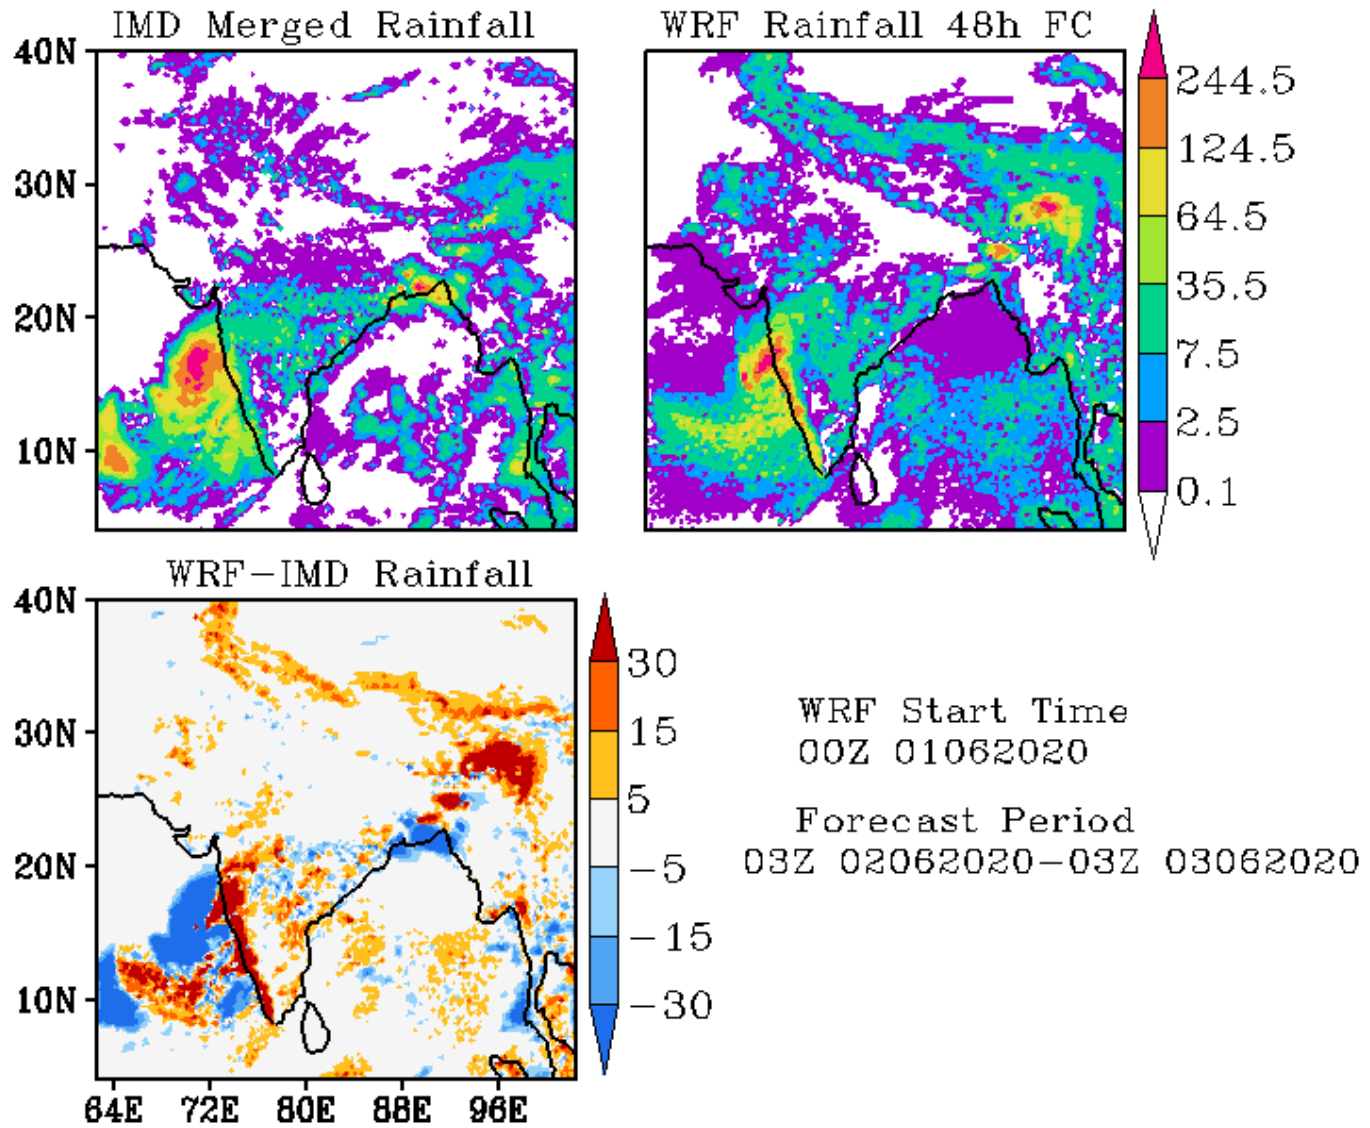 IMD Merged Rainfall
WRF Rainfall 48h FC
40N
30N
20N
10N
244.5
124.5
64.5
35.5
7.5
2.5
0.1
WRF-IMD Rainfall
40N
30N
20N
10N
64E 72E 80E 88E 96E
30
15
5
-5
-15
-30
WRF Start Time
00Z 01062020
Forecast Period
03Z 02062020-03Z 03062020